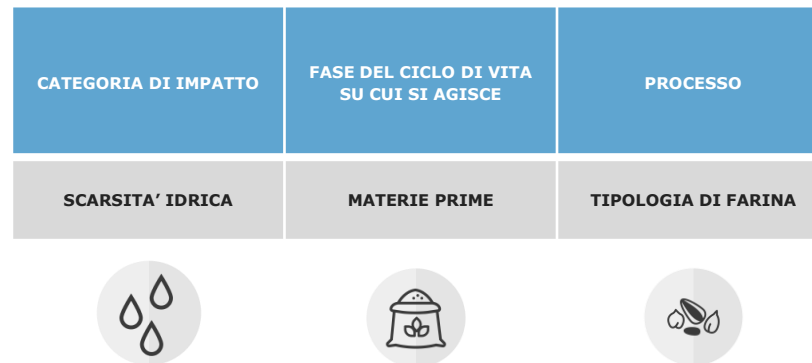 CATEGORIA DI IMPATTO
FASE DEL CICLO DI VITA
SU CUI SI AGISCE
PROCESSO
SCARSITA’ IDRICA
MATERIE PRIME
TIPOLOGIA DI FARINA